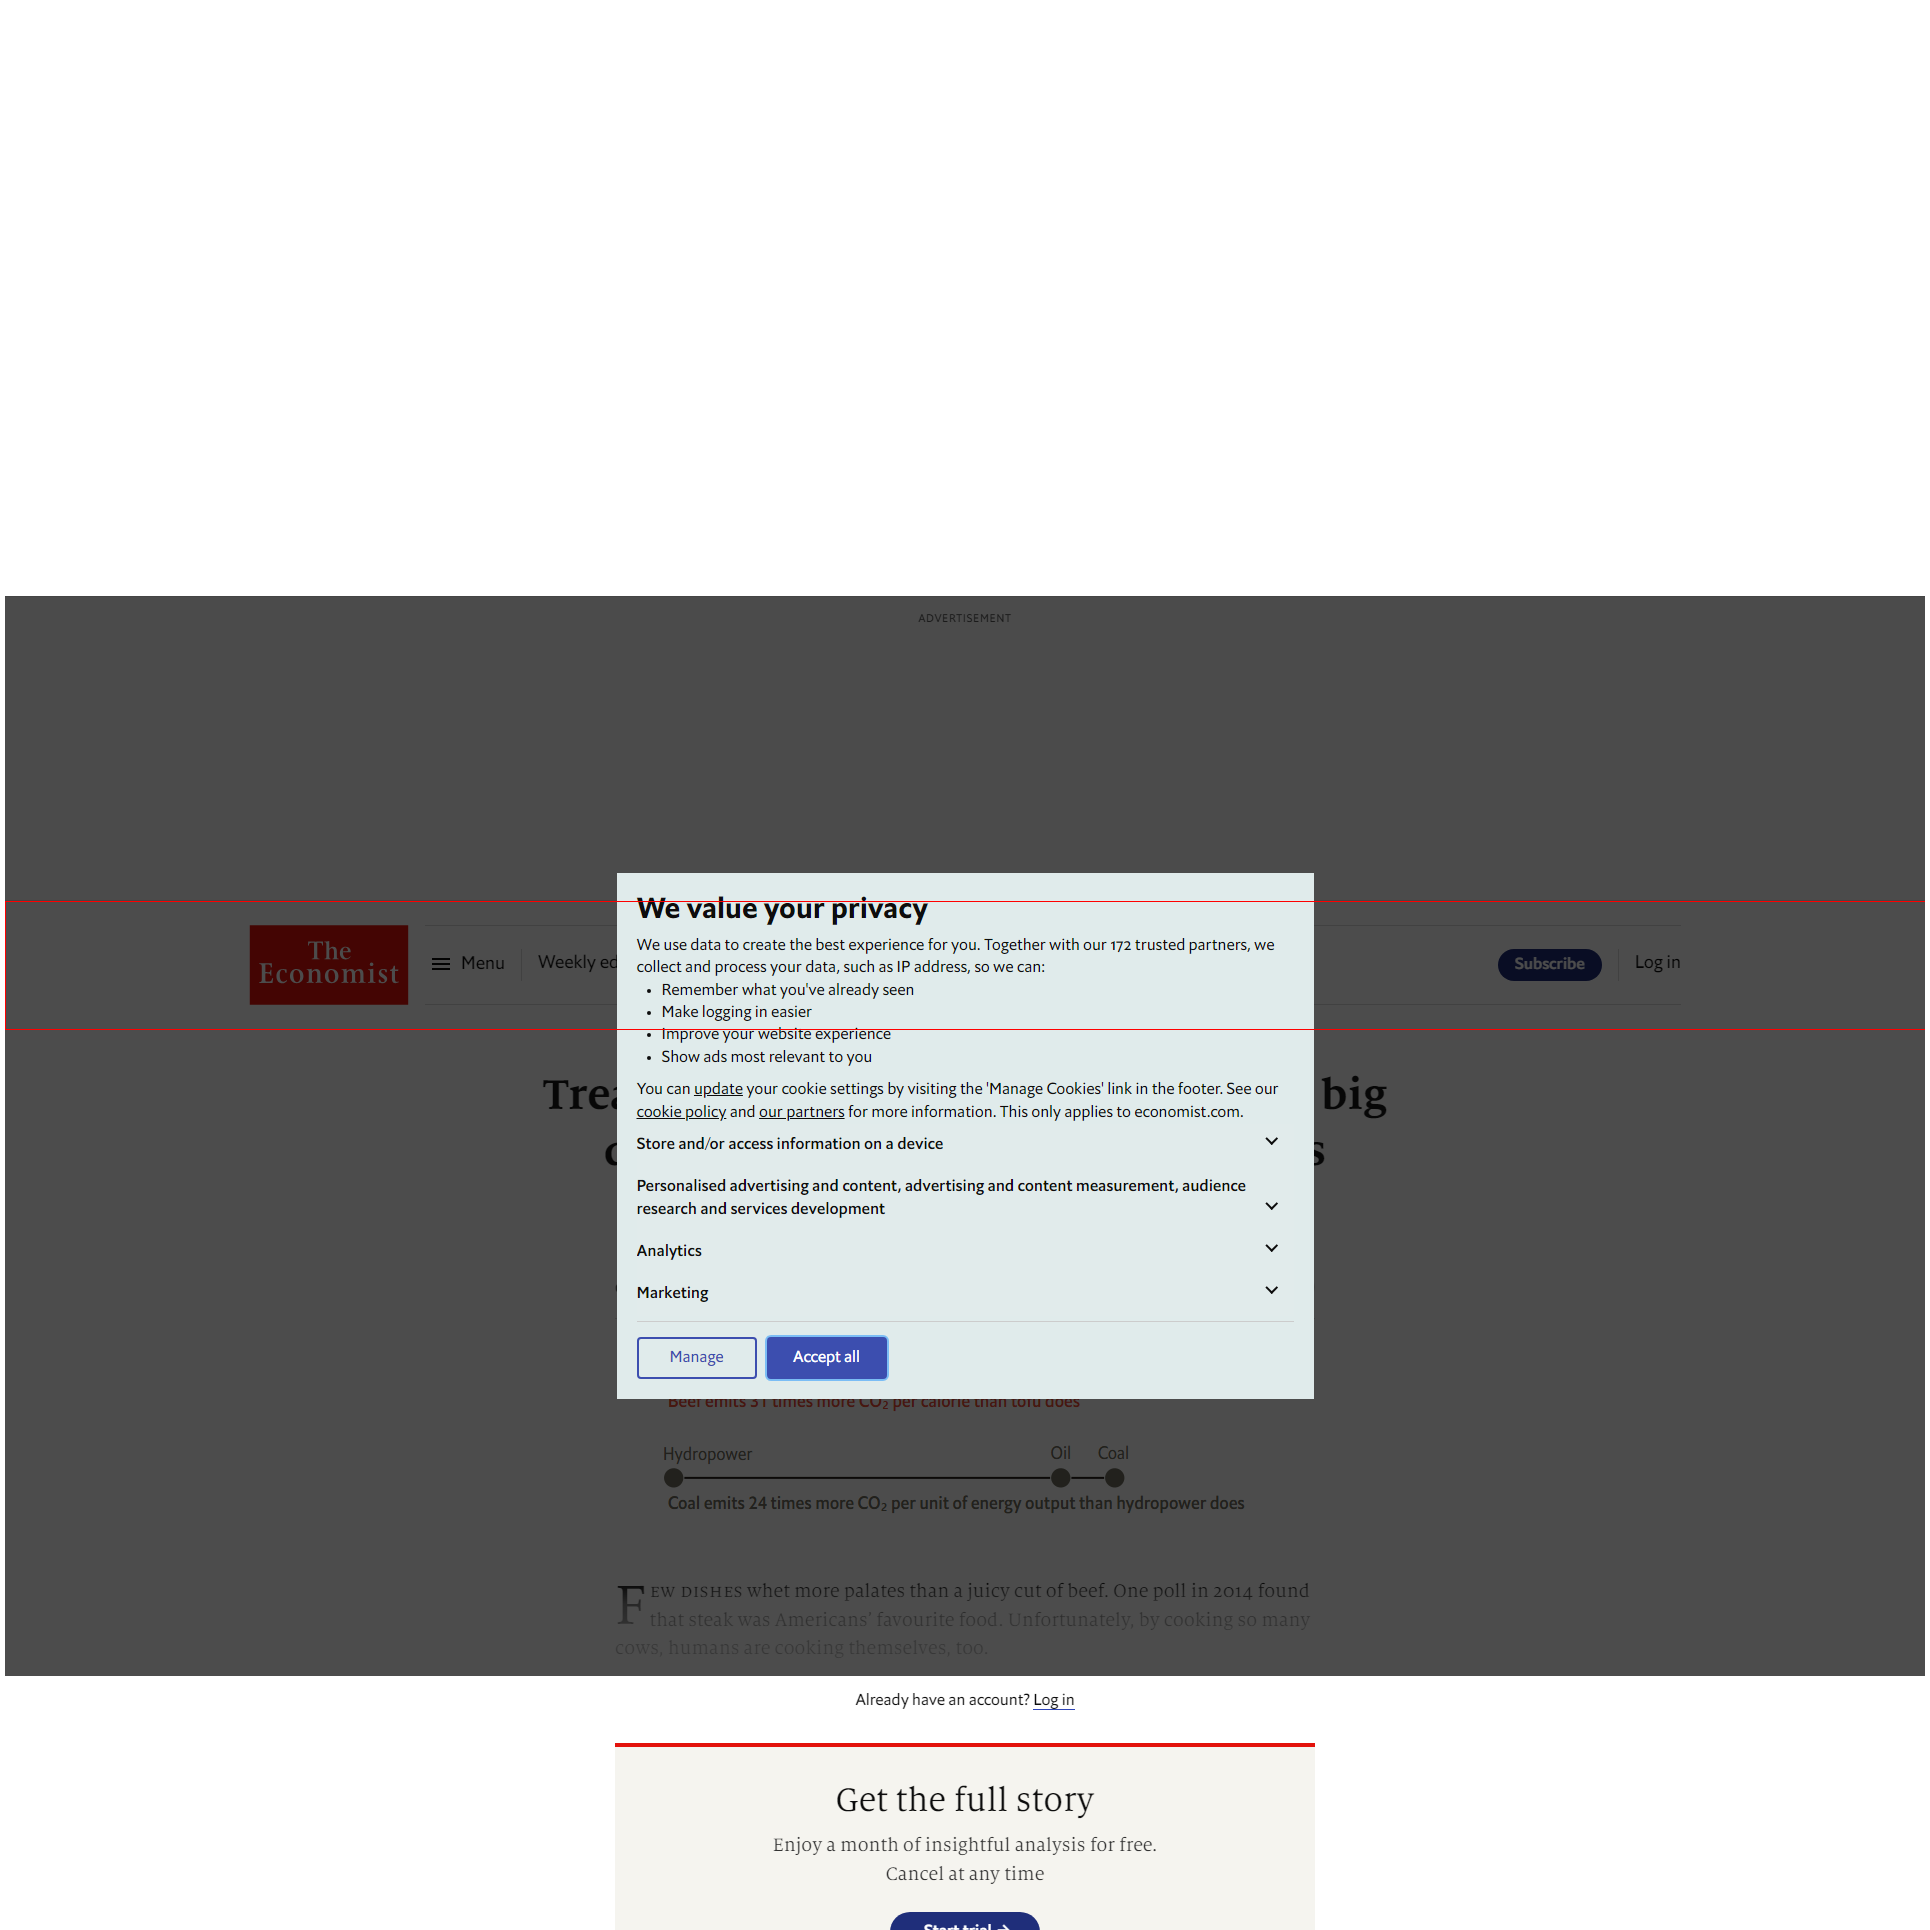 ADVERTISEMENT
The
Economist
Menu
Weekly ed
Subscribe
Log in
We value your privacy
We use data to create the best experience for you. Together with our 172 trusted partners, we
collect and process your data, such as IP address, so we can:
• Remember what you've already seen
• Make logging in easier
• Improve your website experience
• Show ads most relevant to you
You can update your cookie settings by visiting the 'Manage Cookies' link in the footer. See our
cookie policy and our partners for more information. This only applies to economist.com.
Store and/or access information on a device
Personalised advertising and content, advertising and content measurement, audience
research and services development
Analytics
Marketing
Manage
Accept all
big
Beef emits 31 times more CO₂ per calorie than tofu does
Hydropower
Oil
Coal
Coal emits 24 times more CO₂ per unit of energy output than hydropower does
FEW DISHES whet more palates than a juicy cut of beef. One poll in 2014 found
that steak was Americans' favourite food. Unfortunately, by cooking so many
cows, humans are cooking themselves, too.
Already have an account? Log in
Get the full story
Enjoy a month of insightful analysis for free.
Cancel at any time
Start trial →